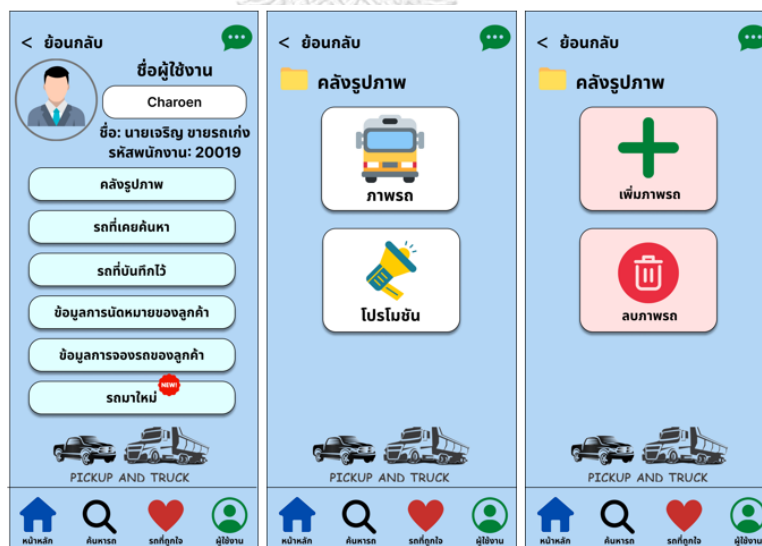 < ย้อนกลับ
ชื่อผู้ใช้งาน
Charoen
ชื่อ: นายเจริญ ขายรถเก่ง
รหัสพนักงาน: 20019
คลังรูปภาพ
รถที่เคยค้นหา
รถที่บันทึกไว้
ข้อมูลการนัดหมายของลูกค้า
ข้อมูลการจองรถของลูกค้า
รถมาใหม่
NEW!
PICKUP AND TRUCK
หน้าหลัก
ค้นหารถ
รถที่ถูกใจ
ผู้ใช้งาน
< ย้อนกลับ
คลังรูปภาพ
ภาพรถ
โปรโมชัน
PICKUP AND TRUCK
หน้าหลัก
ค้นหารถ
รถที่ถูกใจ
ผู้ใช้งาน
< ย้อนกลับ
คลังรูปภาพ
เพิ่มภาพรถ
ลบภาพรถ
PICKUP AND TRUCK
หน้าหลัก
ค้นหารถ
รถที่ถูกใจ
ผู้ใช้งาน